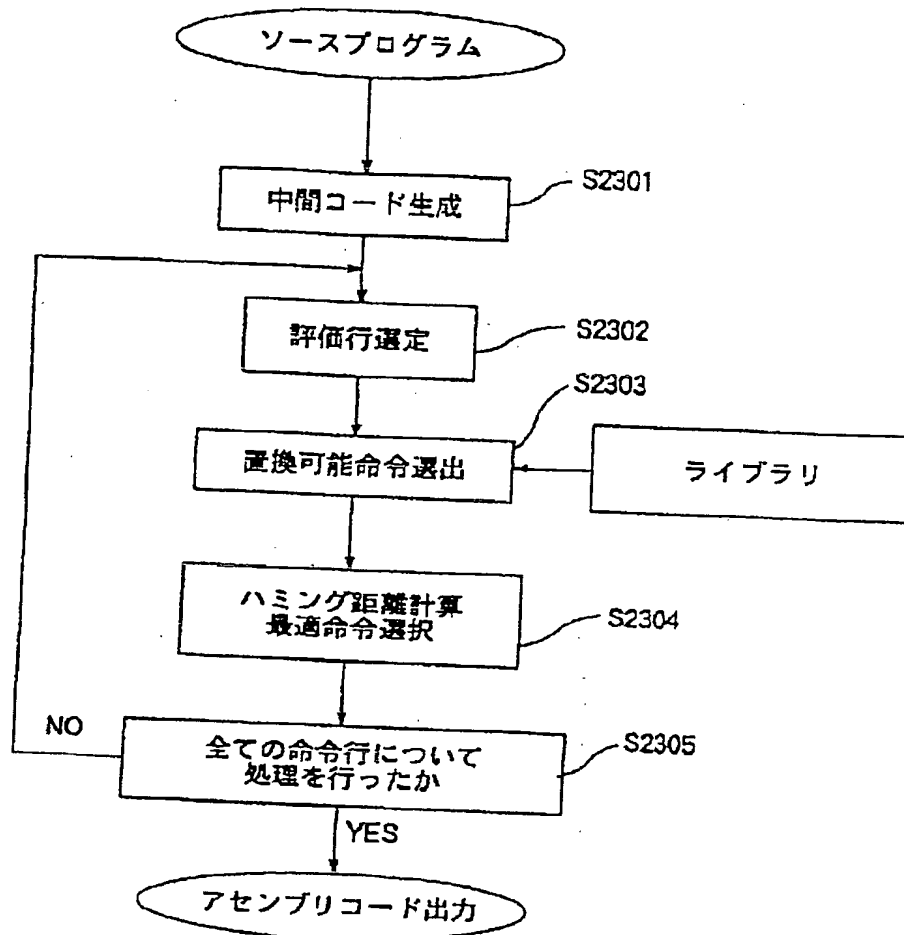 ソースプログラム
中間コード生成
S2301
評価行選定
S2302
S2303
置換可能命令選出
ライブラリ
ハミング距離計算
最適命令選択
S2304
NO
全ての命令行について
処理を行ったか
S2305
YES
アセンブリコード出力